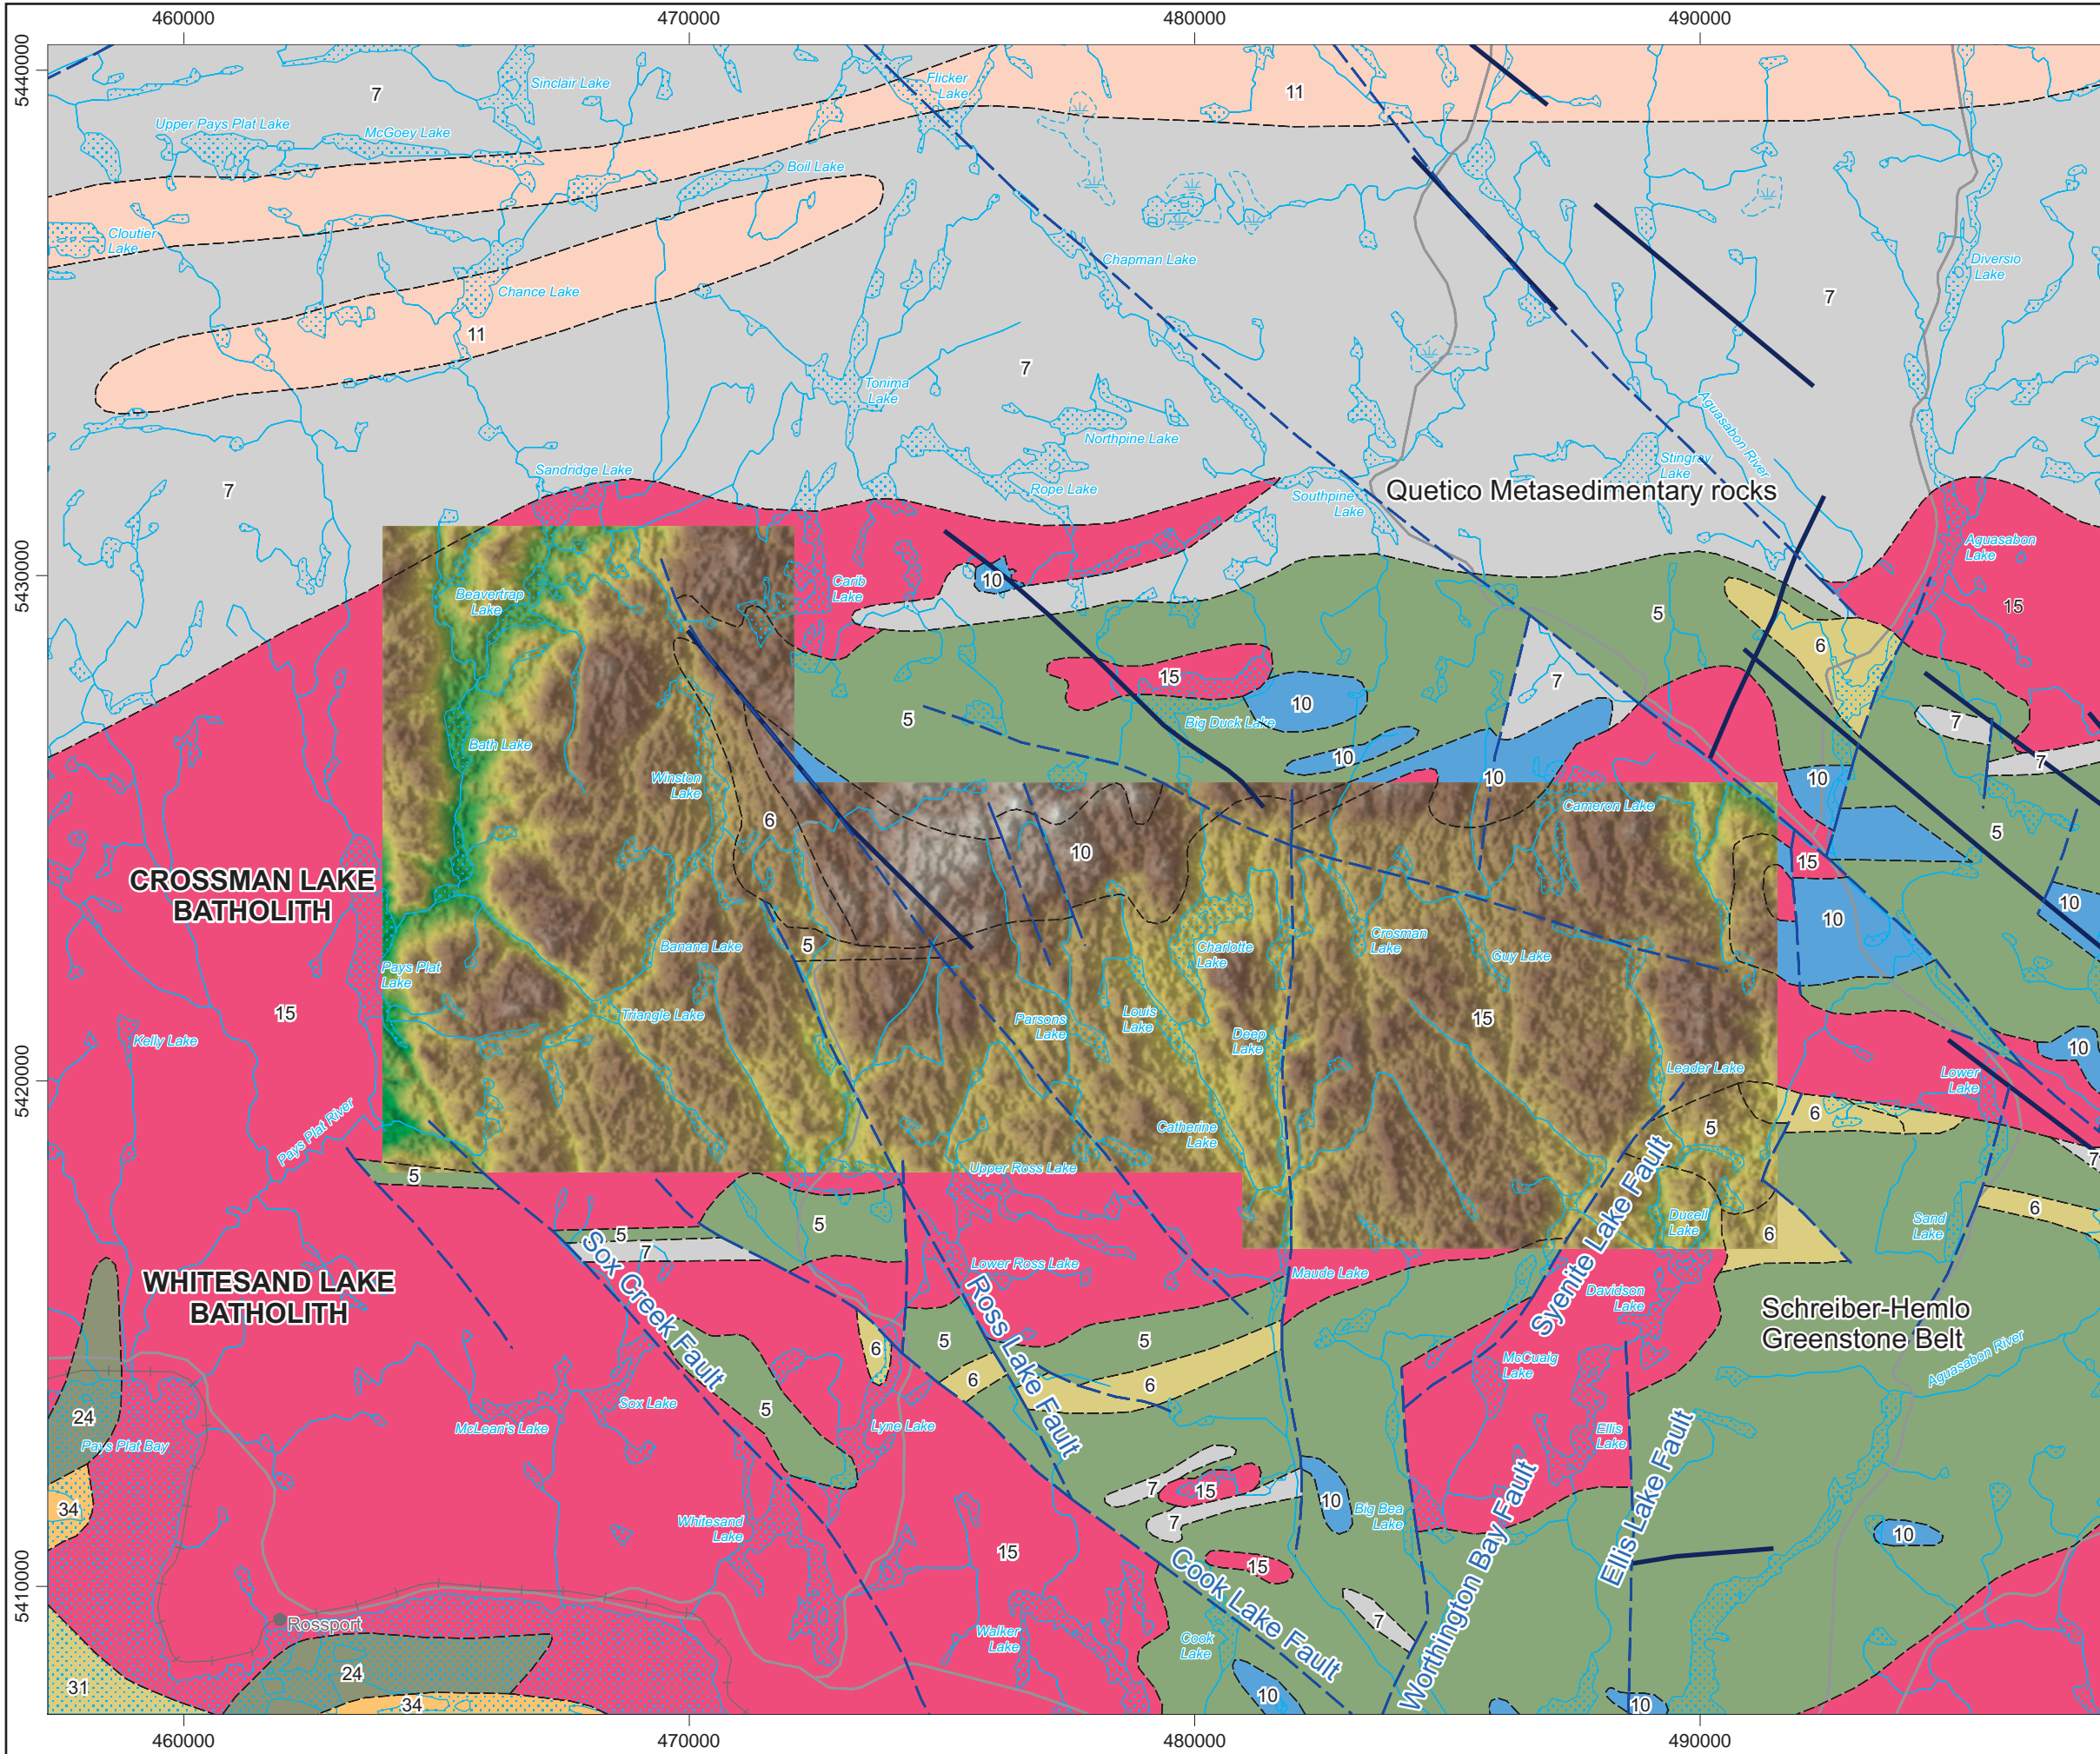 460000
470000
480000
490000
5440000
7
Sinclair Lake
Flicker
Lake
11
Upper Pays Plat Lake
McGoey Lake
Boil Lake
Cloutier
Lake
Chapman Lake
Diversio
Lake
Chance Lake
7
11
7
Tonima
Lake
Aguasabon River
Northpine Lake
Stingray
Lake
Sandridge Lake
7
Rope Lake
Southpine
Lake
Quetico Metasedimentary rocks
Aguasabon
Lake
5430000
10
Carib
Lake
Beavertrap
Lake
15
5
6
15
7
10
5
Big Duck Lake
7
Bath Lake
10
7
Winston
Lake
10
10
Cameron Lake
6
5
10
15
CROSSMAN LAKE
BATHOLITH
10
10
5
Banana Lake
Charlotte
Lake
Crosman
Lake
Guy Lake
Pays Plat
Lake
15
Triangle Lake
Parsons
Lake
Louis
Lake
15
Deep
Lake
Kelly Lake
10
5420000
Leader Lake
Lower
Lake
6
Pays Plat River
Catherine
Lake
5
7
5
Upper Ross Lake
5
5
7
6
Ducell
Lake
Sand
Lake
6
Syenite Lake Fault
Sox Creek Fault
Lower Ross Lake
Maude Lake
WHITESAND LAKE
BATHOLITH
Davidson
Lake
Schreiber-Hemlo
Greenstone Belt
Ross Lake Fault
6
5
5
McCuaig
Lake
Aguasabon River
6
6
24
Sox Lake
5
McLean's Lake
Lyne Lake
Ellis
Lake
Pays Plat Bay
7
15
10
34
Big Bea
Lake
Whitesand
Lake
7
Worthington Bay Fault
Ellis Lake Fault
10
15
15
Cook Lake Fault
5410000
Rossport
7
Walker
Lake
Cook
Lake
24
31
34
10
10
460000
470000
480000
490000